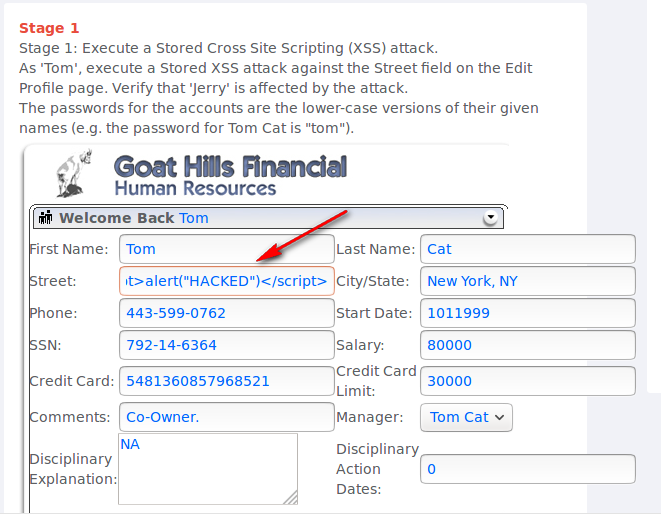 Stage 1
Stage 1: Execute a Stored Cross Site Scripting (XSS) attack.
As 'Tom', execute a Stored XSS attack against the Street field on the Edit
Profile page. Verify that 'Jerry' is affected by the attack.
The passwords for the accounts are the lower-case versions of their given
names (e.g. the password for Tom Cat is "tom").
Goat Hills Financial
Human Resources
Welcome Back Tom
First Name: Tom Last Name: Cat
Street: t>alert("HACKED")</script> City/State: New York, NY
Phone: 443-599-0762 Start Date: 1011999
SSN: 792-14-6364 Salary: 80000
Credit Card: 5481360857968521 Credit Card
Limit: 30000
Comments: Co-Owner. Manager: Tom Cat
Disciplinary
Explanation: NA
Disciplinary
Action
Dates: 0